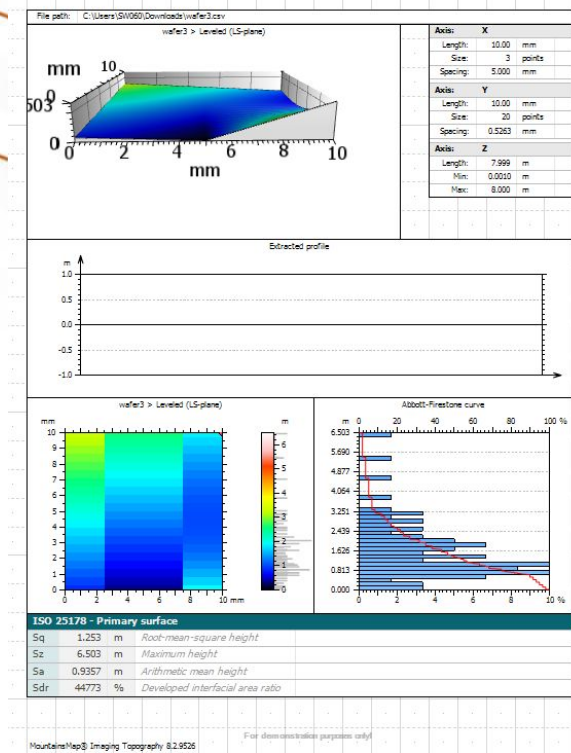 File path: C:\Users\SW060\Downloads\wafer3.csv
wafer3 > Leveled (LS-plane)
mm 10
0
503
0
0 2 4 6 8 10
mm
Axis: X
Length: 10.00 mm
Size: 3 points
Spacing: 5.000 mm
Axis: Y
Length: 10.00 mm
Size: 20 points
Spacing: 0.5263 mm
Axis: Z
Length: 7.999 m
Min: 0.0010 m
Max: 8.000 m
Extracted profile
m
1.0
0.5
0.0
-0.5
-1.0
wafer3 > Leveled (LS-plane)
mm
10
9
8
7
6
5
4
3
2
1
0
0 2 4 6 8 10 mm
m
6
5
4
3
2
1
0
Abbott-Firestone curve
m 0 20 40 60 80 100 %
6.503
5.690
4.877
4.064
3.251
2.439
1.626
0.813
0.000
0 2 4 6 8 10 %
ISO 25178 - Primary surface
Sq 1.253 m Root-mean-square height
Sz 6.503 m Maximum height
Sa 0.9357 m Arithmetic mean height
Sdr 44773 % Developed interfacial area ratio
For demonstration purposes only!
MountainsMap® Imaging Topography 8.2.9526